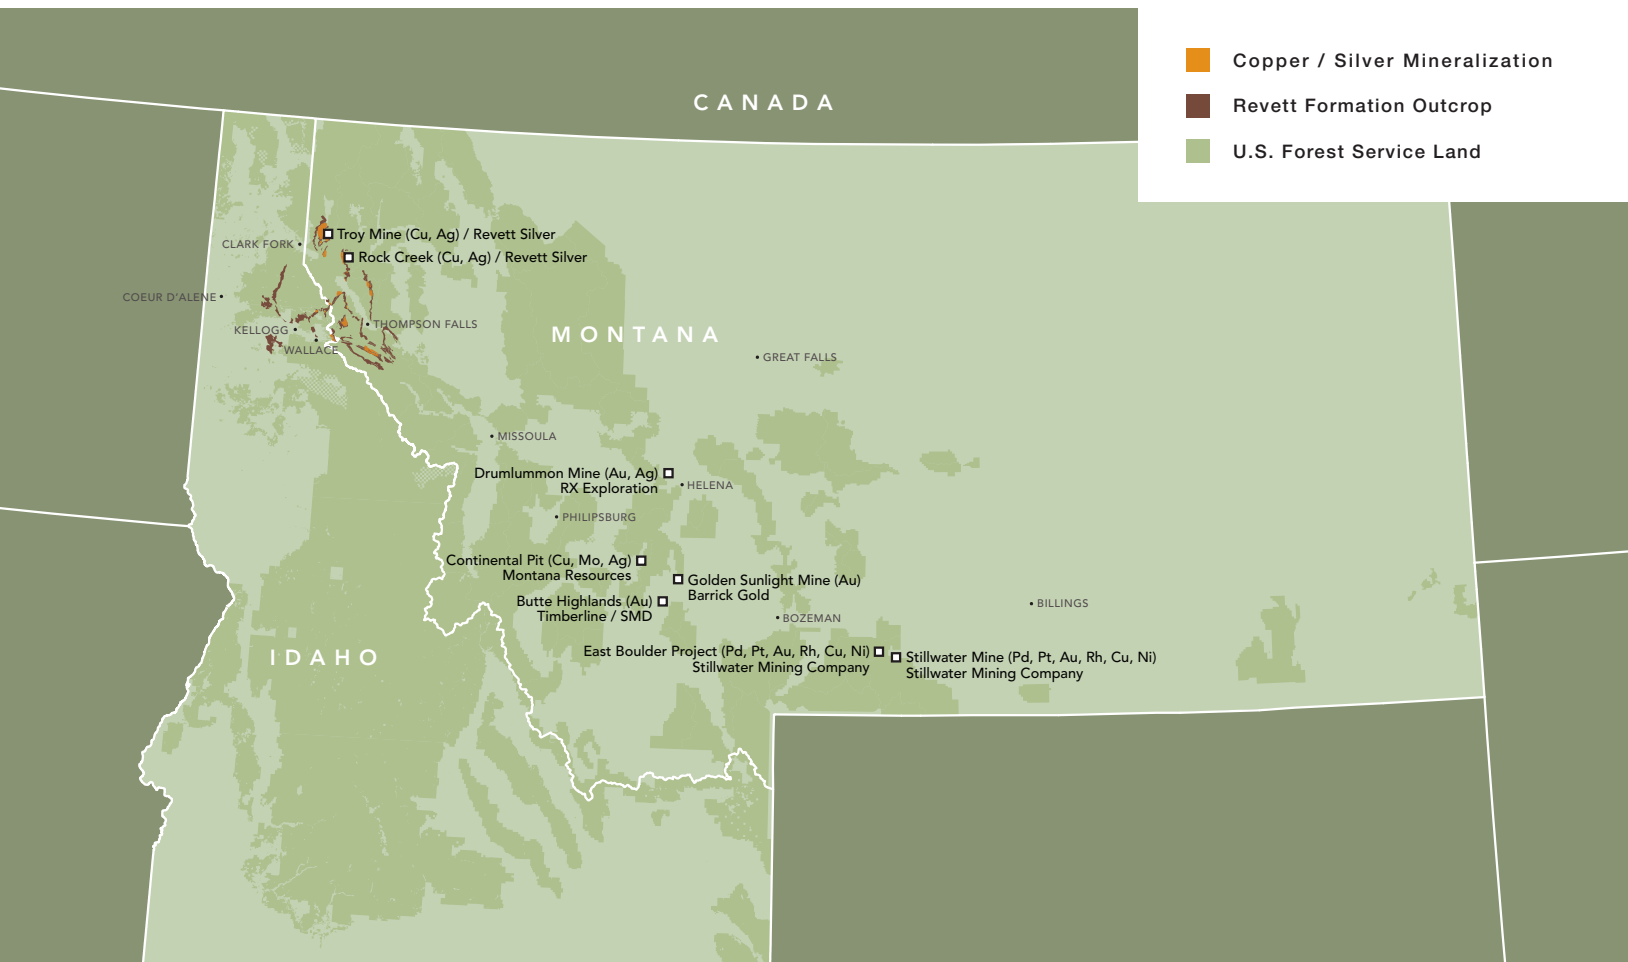 Copper / Silver Mineralization
Revett Formation Outcrop
U.S. Forest Service Land
CANADA
Troy Mine (Cu, Ag) / Revett Silver
CLARK FORK
Rock Creek (Cu, Ag) / Revett Silver
COEUR D'ALENE
THOMPSON FALLS
KELLOGG
MONTANA
WALLACE
GREAT FALLS
MISSOULA
Drumlummon Mine (Au, Ag)
RX Exploration
HELENA
PHILIPSBURG
Continental Pit (Cu, Mo, Ag)
Montana Resources
Golden Sunlight Mine (Au)
Barrick Gold
Butte Highlands (Au)
Timberline / SMD
BILLINGS
BOZEMAN
IDAHO
East Boulder Project (Pd, Pt, Au, Rh, Cu, Ni)
Stillwater Mining Company
Stillwater Mine (Pd, Pt, Au, Rh, Cu, Ni)
Stillwater Mining Company